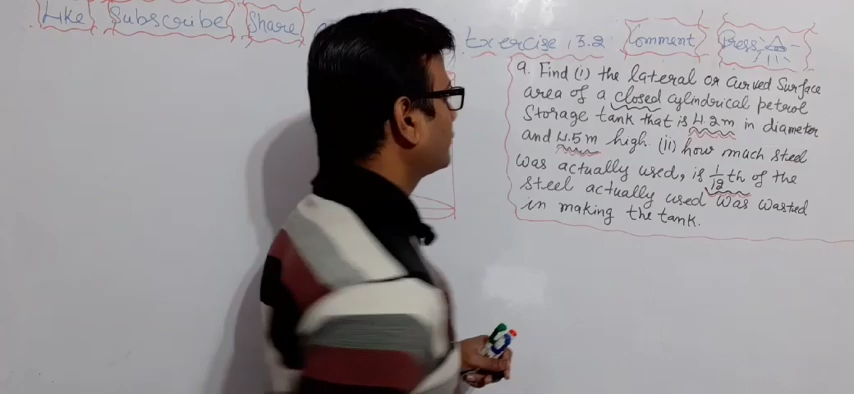 Like Subscribe Share
Exercise 13.2 Comment Press
9. Find (i) the lateral or curved surface
area of a closed cylindrical petrol
storage tank that is 4.2m in diameter
and 4.5m high. (ii) how much steel
was actually used, is 1/12 th of the
steel actually used was wasted
in making the tank.